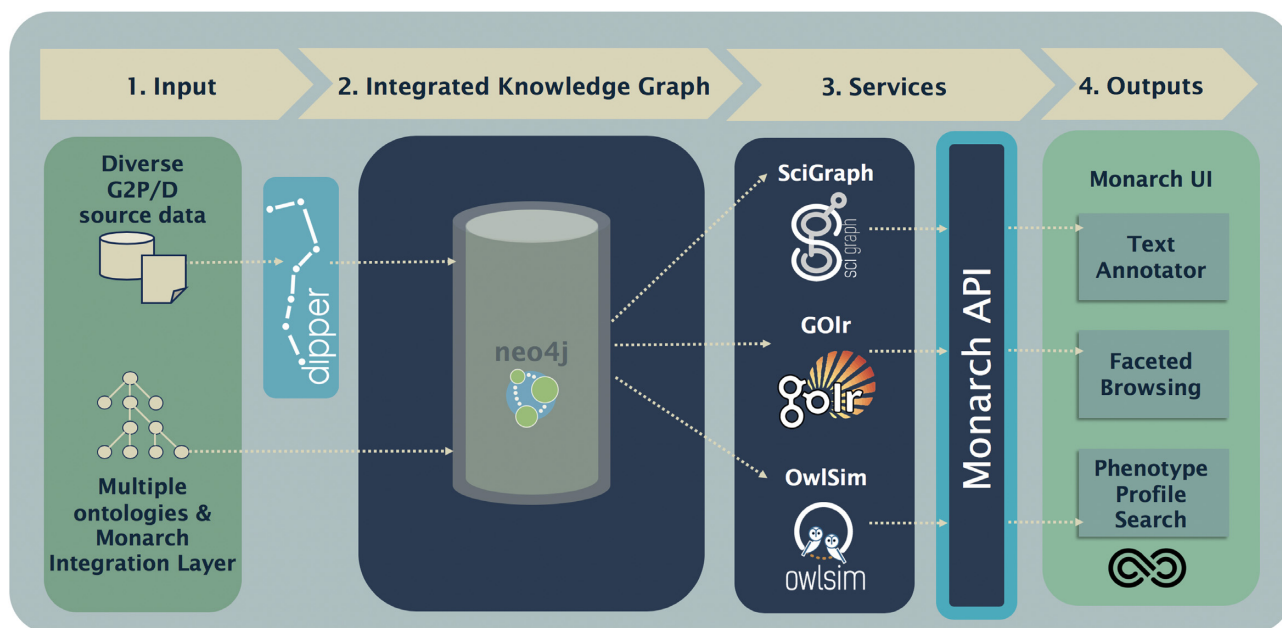 1. Input
2. Integrated Knowledge Graph
3. Services
4. Outputs
Diverse
G2P/D
source data
Multiple
ontologies &
Monarch
Integration Layer
dipper
neo4j
SciGraph
sci graph
GOlr
golr
OwlSim
owlsim
Monarch API
Monarch UI
Text
Annotator
Faceted
Browsing
Phenotype
Profile
Search